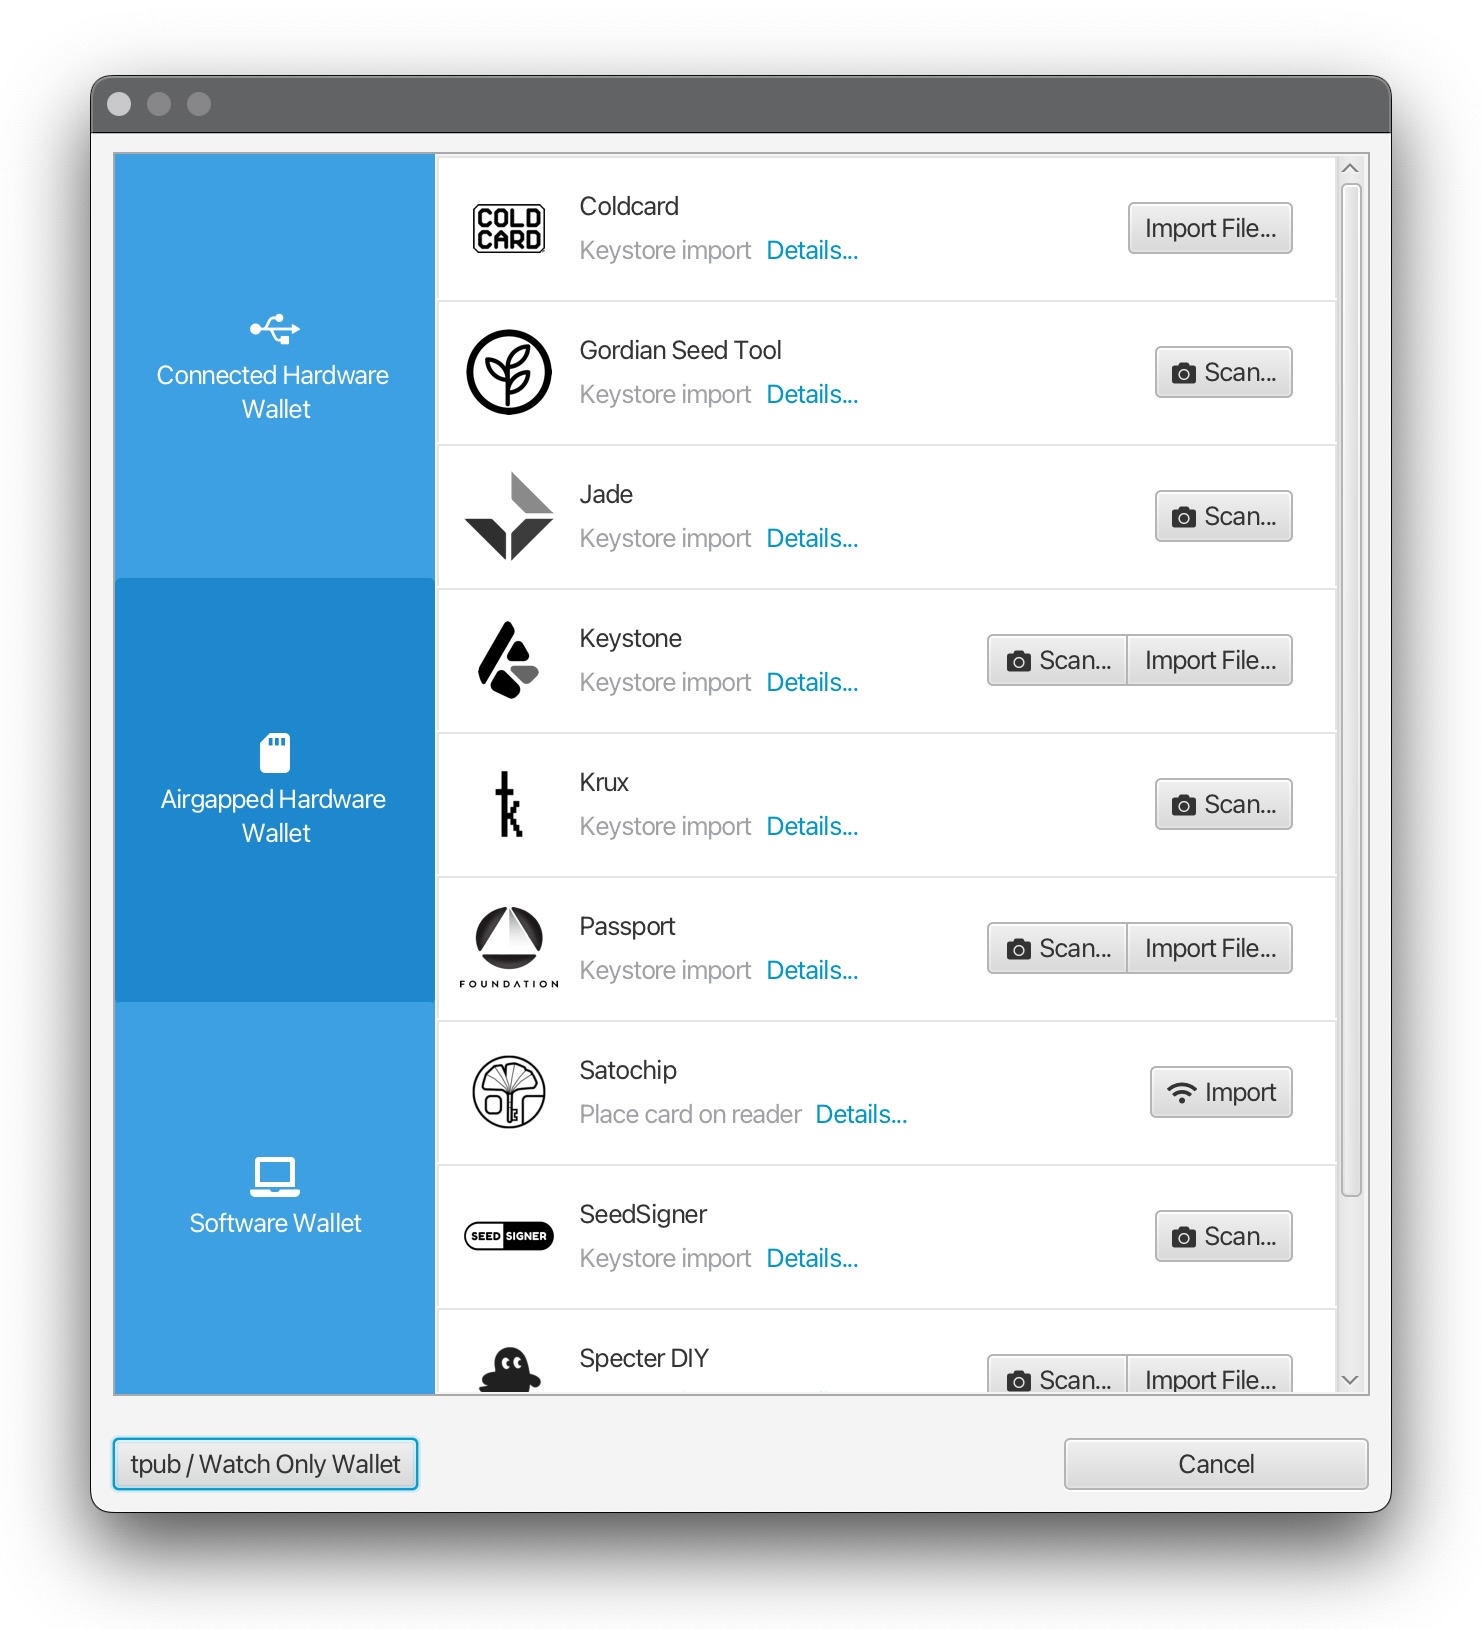 Connected Hardware
Wallet
Airgapped Hardware
Wallet
Software Wallet
COLD
CARD
Coldcard
Keystore import Details...
Import File...
Gordian Seed Tool
Keystore import Details...
Scan...
Jade
Keystore import Details...
Scan...
Keystone
Keystore import Details...
Scan... Import File...
Krux
Keystore import Details...
Scan...
FOUNDATION
Passport
Keystore import Details...
Scan... Import File...
Satochip
Place card on reader Details...
Import
SEED SIGNER
SeedSigner
Keystore import Details...
Scan...
Specter DIY
Scan... Import File...
tpub / Watch Only Wallet
Cancel